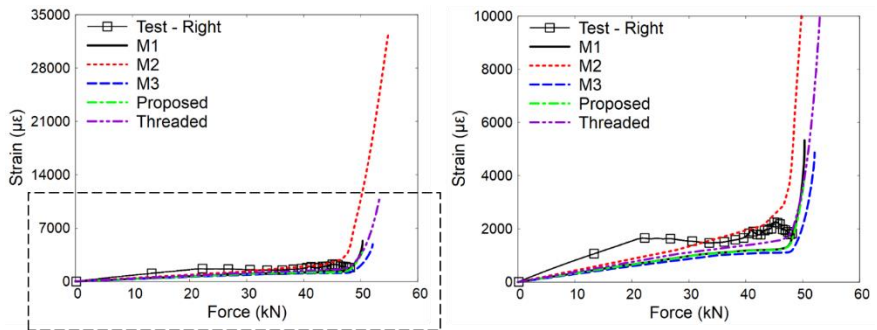 35000
28000
21000
14000
7000
0
Strain (με)
Test - Right
M1
M2
M3
Proposed
Threaded
0 10 20 30 40 50 60
Force (kN)
10000
8000
6000
4000
2000
0
Strain (με)
Test - Right
M1
M2
M3
Proposed
Threaded
0 10 20 30 40 50 60
Force (kN)